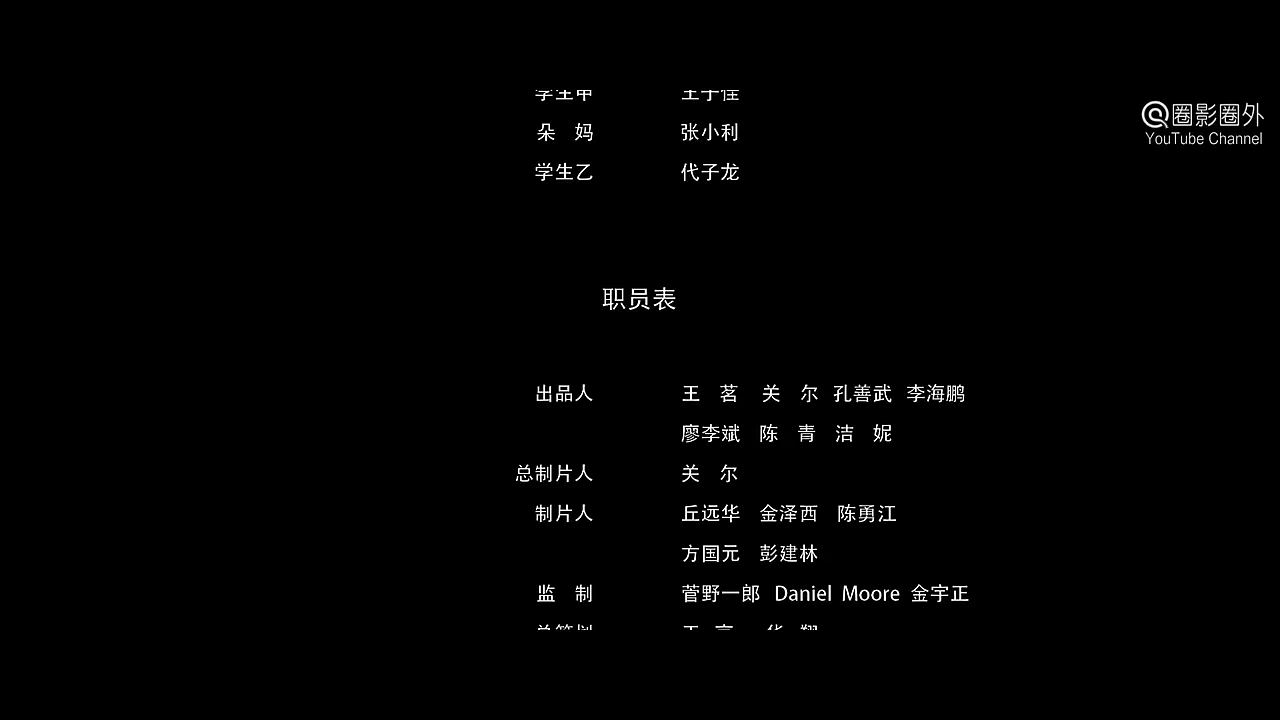 朵　妈　　张小利
学生乙　　代子龙
圈影圈外
YouTube Channel
职员表
出品人　　王　茗　关　尔　孔善武　李海鹏
廖李斌　陈　青　洁　妮
总制片人　　关　尔
制片人　　丘远华　金泽西　陈勇江
方国元　彭建林
监　制　　菅野一郎　Daniel Moore　金宇正